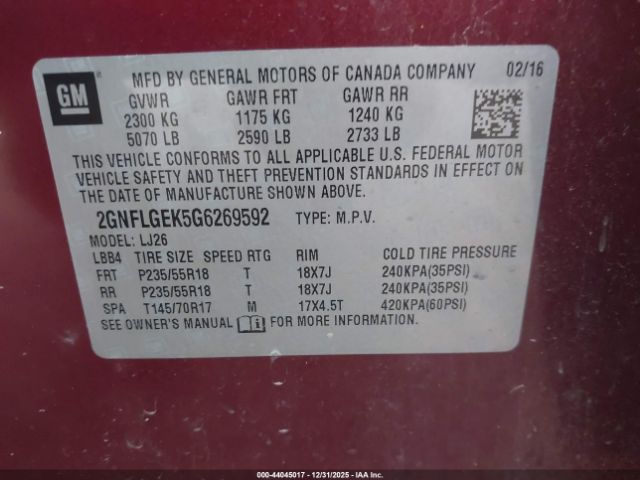 GM
®
MFD BY GENERAL MOTORS OF CANADA COMPANY 02/16
GVWR GAWR FRT GAWR RR
2300 KG 1175 KG 1240 KG
5070 LB 2590 LB 2733 LB
THIS VEHICLE CONFORMS TO ALL APPLICABLE U.S. FEDERAL MOTOR
VEHICLE SAFETY AND THEFT PREVENTION STANDARDS IN EFFECT ON
THE DATE OF MANUFACTURE SHOWN ABOVE.
2GNFLGEK5G6269592 TYPE: M.P.V.
MODEL: LJ26
LBB4 TIRE SIZE SPEED RTG RIM COLD TIRE PRESSURE
FRT P235/55R18 T 18X7J 240KPA(35PSI)
RR P235/55R18 T 18X7J 240KPA(35PSI)
SPA T145/70R17 M 17X4.5T 420KPA(60PSI)
SEE OWNER'S MANUAL FOR MORE INFORMATION.
000-44045017 - 12/31/2025 - IAAI.COM